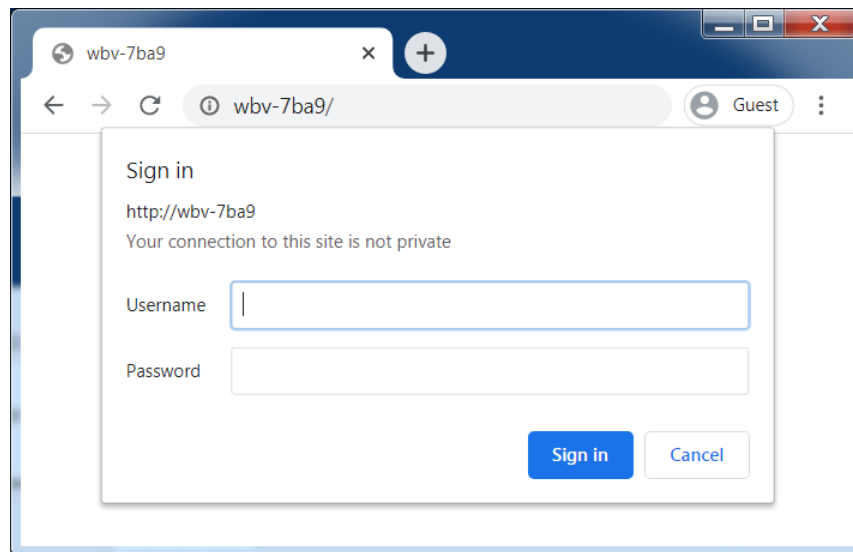 wbv-7ba9
wbv-7ba9/
Guest
Sign in
http://wbv-7ba9
Your connection to this site is not private
Username
Password
Sign in
Cancel